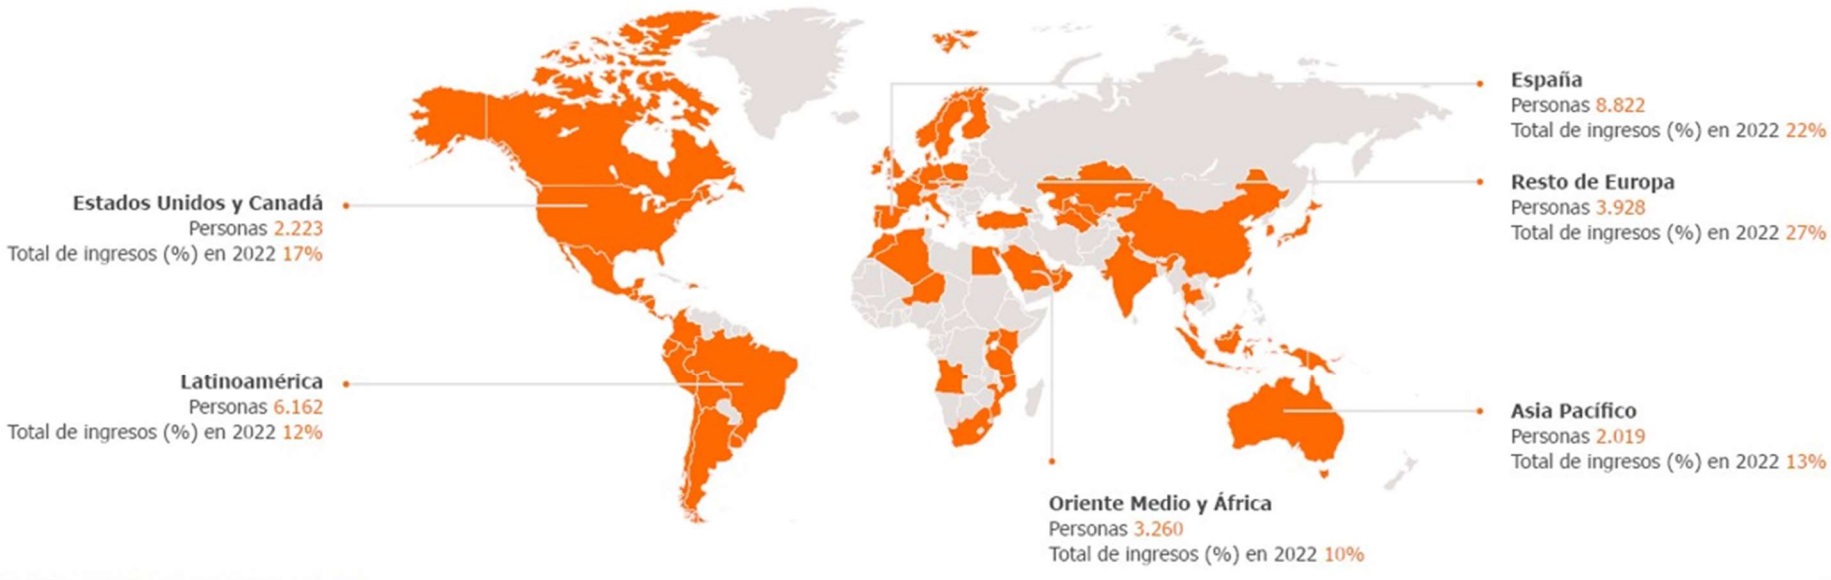 España
Personas 8.822
Total de ingresos (%) en 2022 22%
Resto de Europa
Personas 3.928
Total de ingresos (%) en 2022 27%
Estados Unidos y Canadá
Personas 2.223
Total de ingresos (%) en 2022 17%
Latinoamérica
Personas 6.162
Total de ingresos (%) en 2022 12%
Asia Pacífico
Personas 2.019
Total de ingresos (%) en 2022 13%
Oriente Medio y África
Personas 3.260
Total de ingresos (%) en 2022 10%